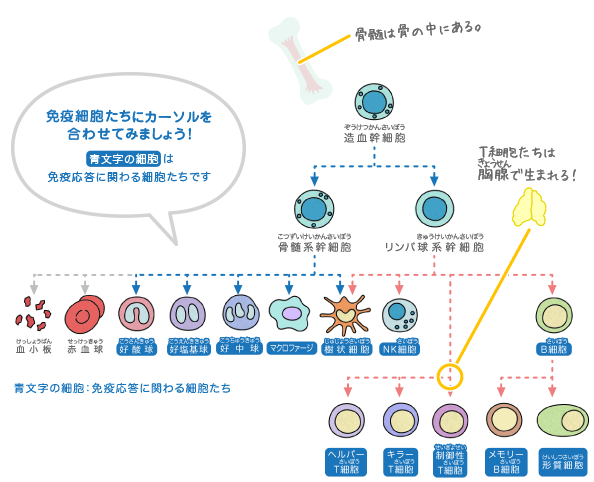 骨髄は骨の中にある。
免疫細胞たちにカーソルを
合わせてみましょう!
青文字の細胞は
免疫応答に関わる細胞たちです
ぞうけつかんさいぼう
造血幹細胞
T細胞たちは
きょうせん
胸腺で生まれる!
こつずいけいかんさいぼう
骨髄系幹細胞
きゅうけいかんさいぼう
リンパ球系幹細胞
けっしょうばん
血小板
せっけっきゅう
赤血球
こうさんきゅう
好酸球
こうえんききゅう
好塩基球
こうちゅうきゅう
好中球
マクロファージ
じゅじょうさいぼう
樹状細胞
さいぼう
NK細胞
さいぼう
B細胞
青文字の細胞:免疫応答に関わる細胞たち
ヘルパー
さいぼう
T細胞
キラー
さいぼう
T細胞
せいぎょせい
制御性
さいぼう
T細胞
メモリー
さいぼう
B細胞
けいしつさいぼう
形質細胞